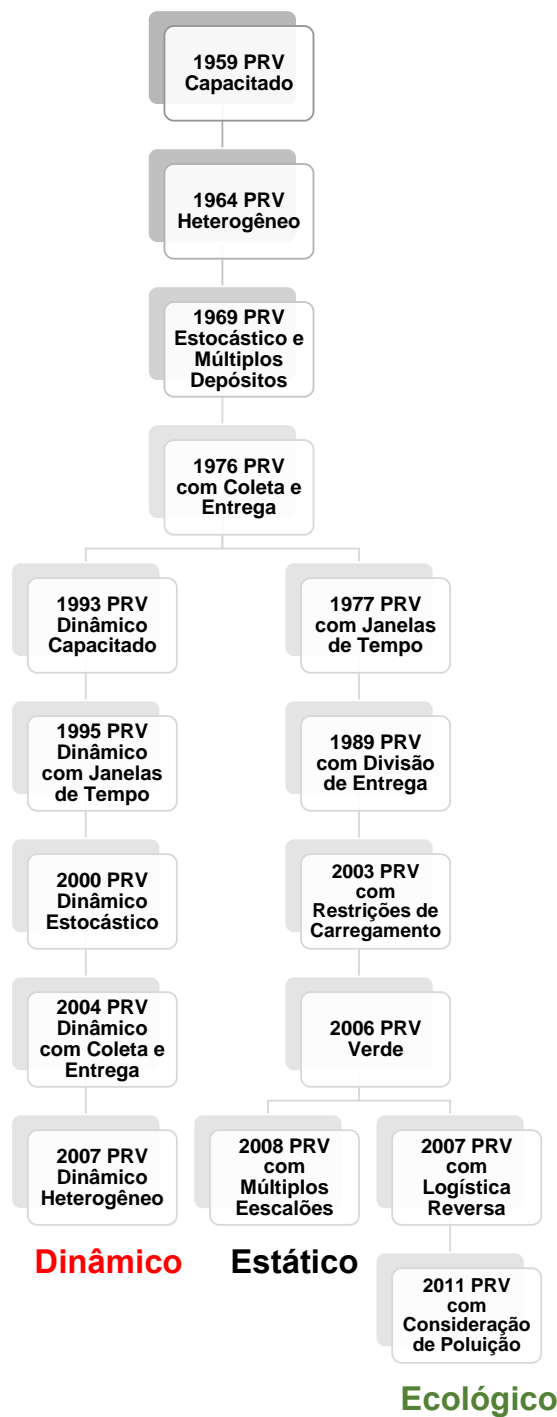 1959 PRV
Capacitado
1964 PRV
Heterogêneo
1969 PRV
Estocástico e
Múltiplos
Depósitos
1976 PRV
com Coleta e
Entrega
1993 PRV
Dinâmico
Capacitado
1977 PRV
com Janelas
de Tempo
1995 PRV
Dinâmico
com Janelas
de Tempo
1989 PRV
com Divisão
de Entrega
2000 PRV
Dinâmico
Estocástico
2003 PRV
com
Restrições de
Carregamento
2004 PRV
Dinâmico
com Coleta e
Entrega
2006 PRV
Verde
2007 PRV
Dinâmico
Heterogêneo
2008 PRV
com
Múltiplos
Eescalões
2007 PRV
com
Logística
Reversa
Dinâmico
Estático
2011 PRV
com
Consideração
de Poluição
Ecológico